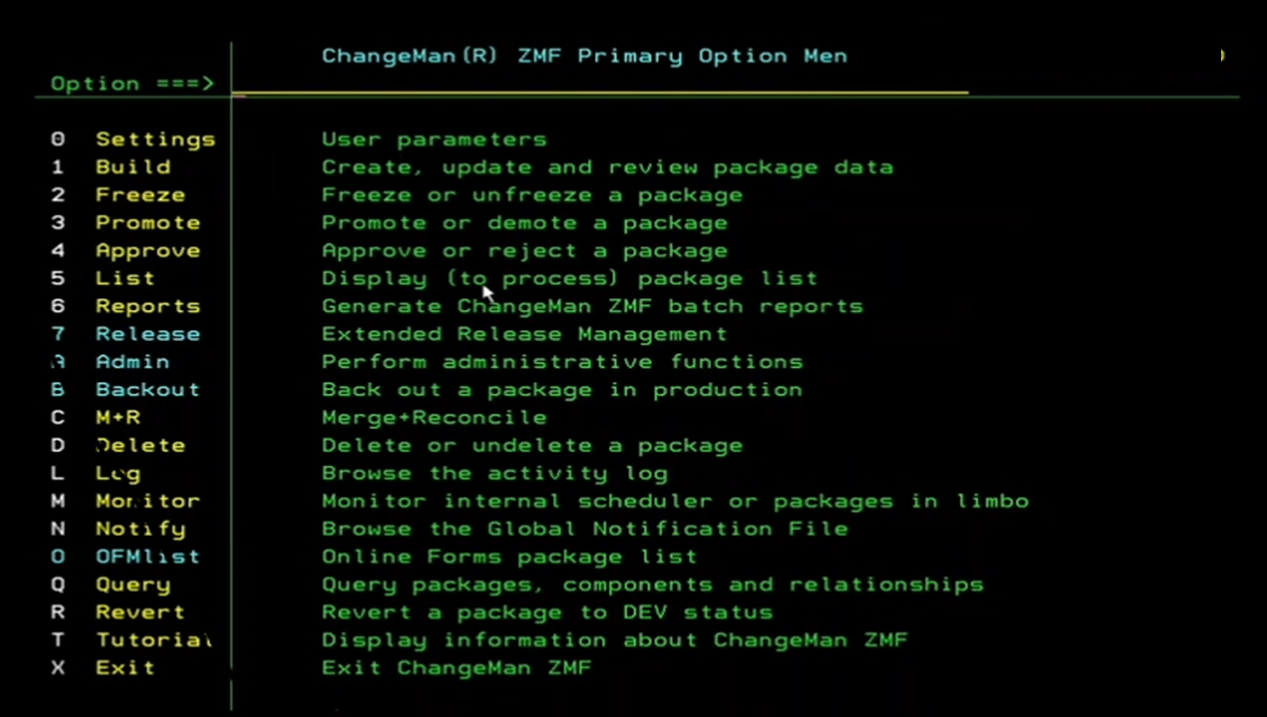 ChangeMan(R) ZMF Primary Option Men
Option ===>
0 Settings User parameters
1 Build Create, update and review package data
2 Freeze Freeze or unfreeze a package
3 Promote Promote or demote a package
4 Approve Approve or reject a package
5 List Display (to process) package list
6 Reports Generate ChangeMan ZMF batch reports
7 Release Extended Release Management
A Admin Perform administrative functions
B Backout Back out a package in production
C M+R Merge+Reconcile
D Delete Delete or undelete a package
L Log Browse the activity log
M Monitor Monitor internal scheduler or packages in limbo
N Notify Browse the Global Notification File
O OFMlist Online Forms package list
Q Query Query packages, components and relationships
R Revert Revert a package to DEV status
T Tutorial Display information about ChangeMan ZMF
X Exit Exit ChangeMan ZMF